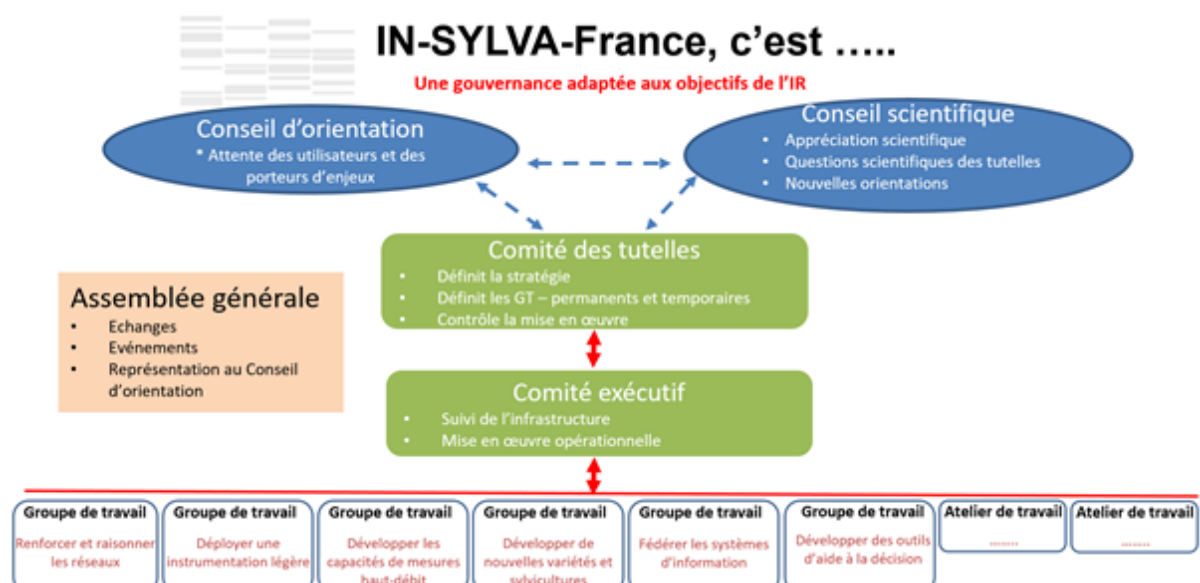 IN-SYLVA-France, c'est …..
Une gouvernance adaptée aux objectifs de l'IR
Conseil d'orientation
* Attente des utilisateurs et des
porteurs d'enjeux
Conseil scientifique
• Appréciation scientifique
• Questions scientifiques des tutelles
• Nouvelles orientations
Comité des tutelles
• Définit la stratégie
• Définit les GT – permanents et temporaires
• Contrôle la mise en œuvre
Assemblée générale
• Echanges
• Evénements
• Représentation au Conseil
d'orientation
Comité exécutif
• Suivi de l'infrastructure
• Mise en œuvre opérationnelle
Groupe de travail
Renforcer et raisonner
les réseaux
Groupe de travail
Déployer une
instrumentation légère
Groupe de travail
Développer les
capacités de mesures
haut-débit
Groupe de travail
Développer de
nouvelles variétés et
sylvicultures
Groupe de travail
Fédérer les systèmes
d'information
Groupe de travail
Développer des outils
d'aide à la décision
Atelier de travail
........
Atelier de travail
........